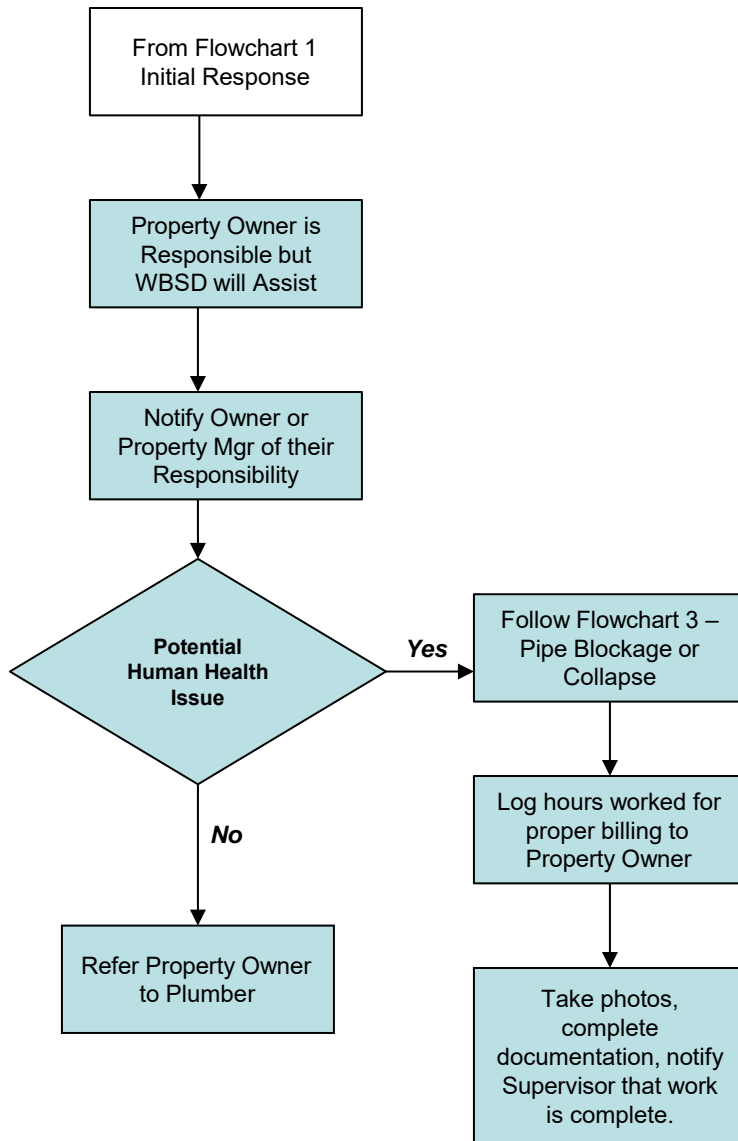 From Flowchart 1
Initial Response
Property Owner is
Responsible but
WBSD will Assist
Notify Owner or
Property Mgr of their
Responsibility
Potential
Human Health
Issue
Yes
Follow Flowchart 3 –
Pipe Blockage or
Collapse
Log hours worked for
proper billing to
Property Owner
No
Refer Property Owner
to Plumber
Take photos,
complete
documentation, notify
Supervisor that work
is complete.